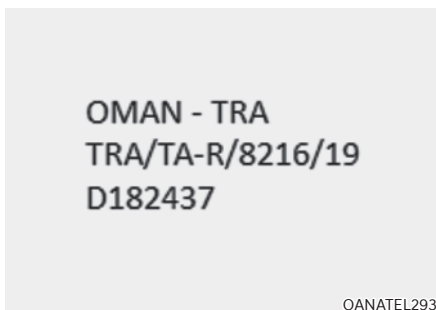 OMAN - TRA
TRA/TA-R/8216/19
D182437
OANATEL293